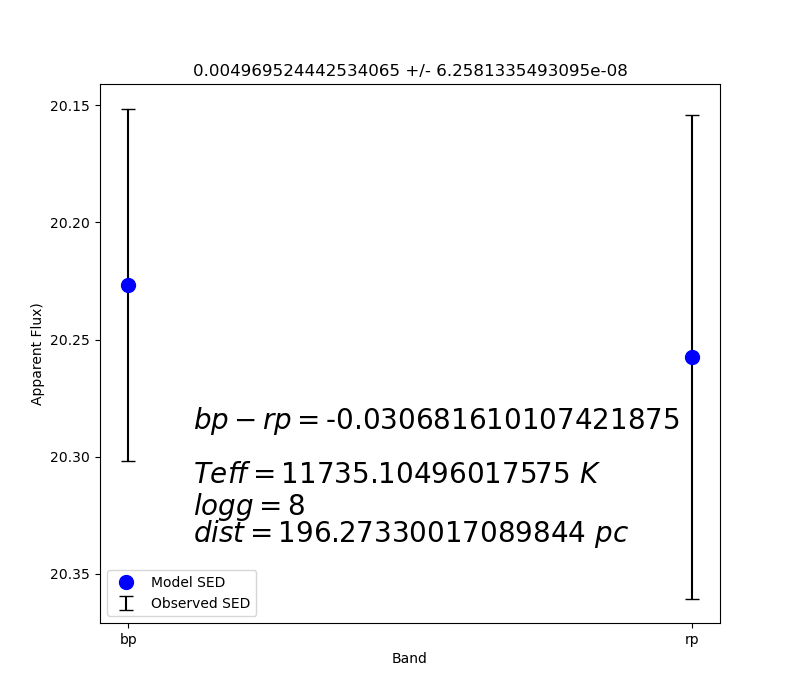 0.004969524442534065 +/- 6.2581335493095e-08
20.15
20.20
20.25
20.30
20.35
Apparent Flux)
bp − rp = -0.030681610107421875
Teff = 11735.10496017575 K
logg = 8
dist = 196.27330017089844 pc
Model SED
Observed SED
bp
rp
Band